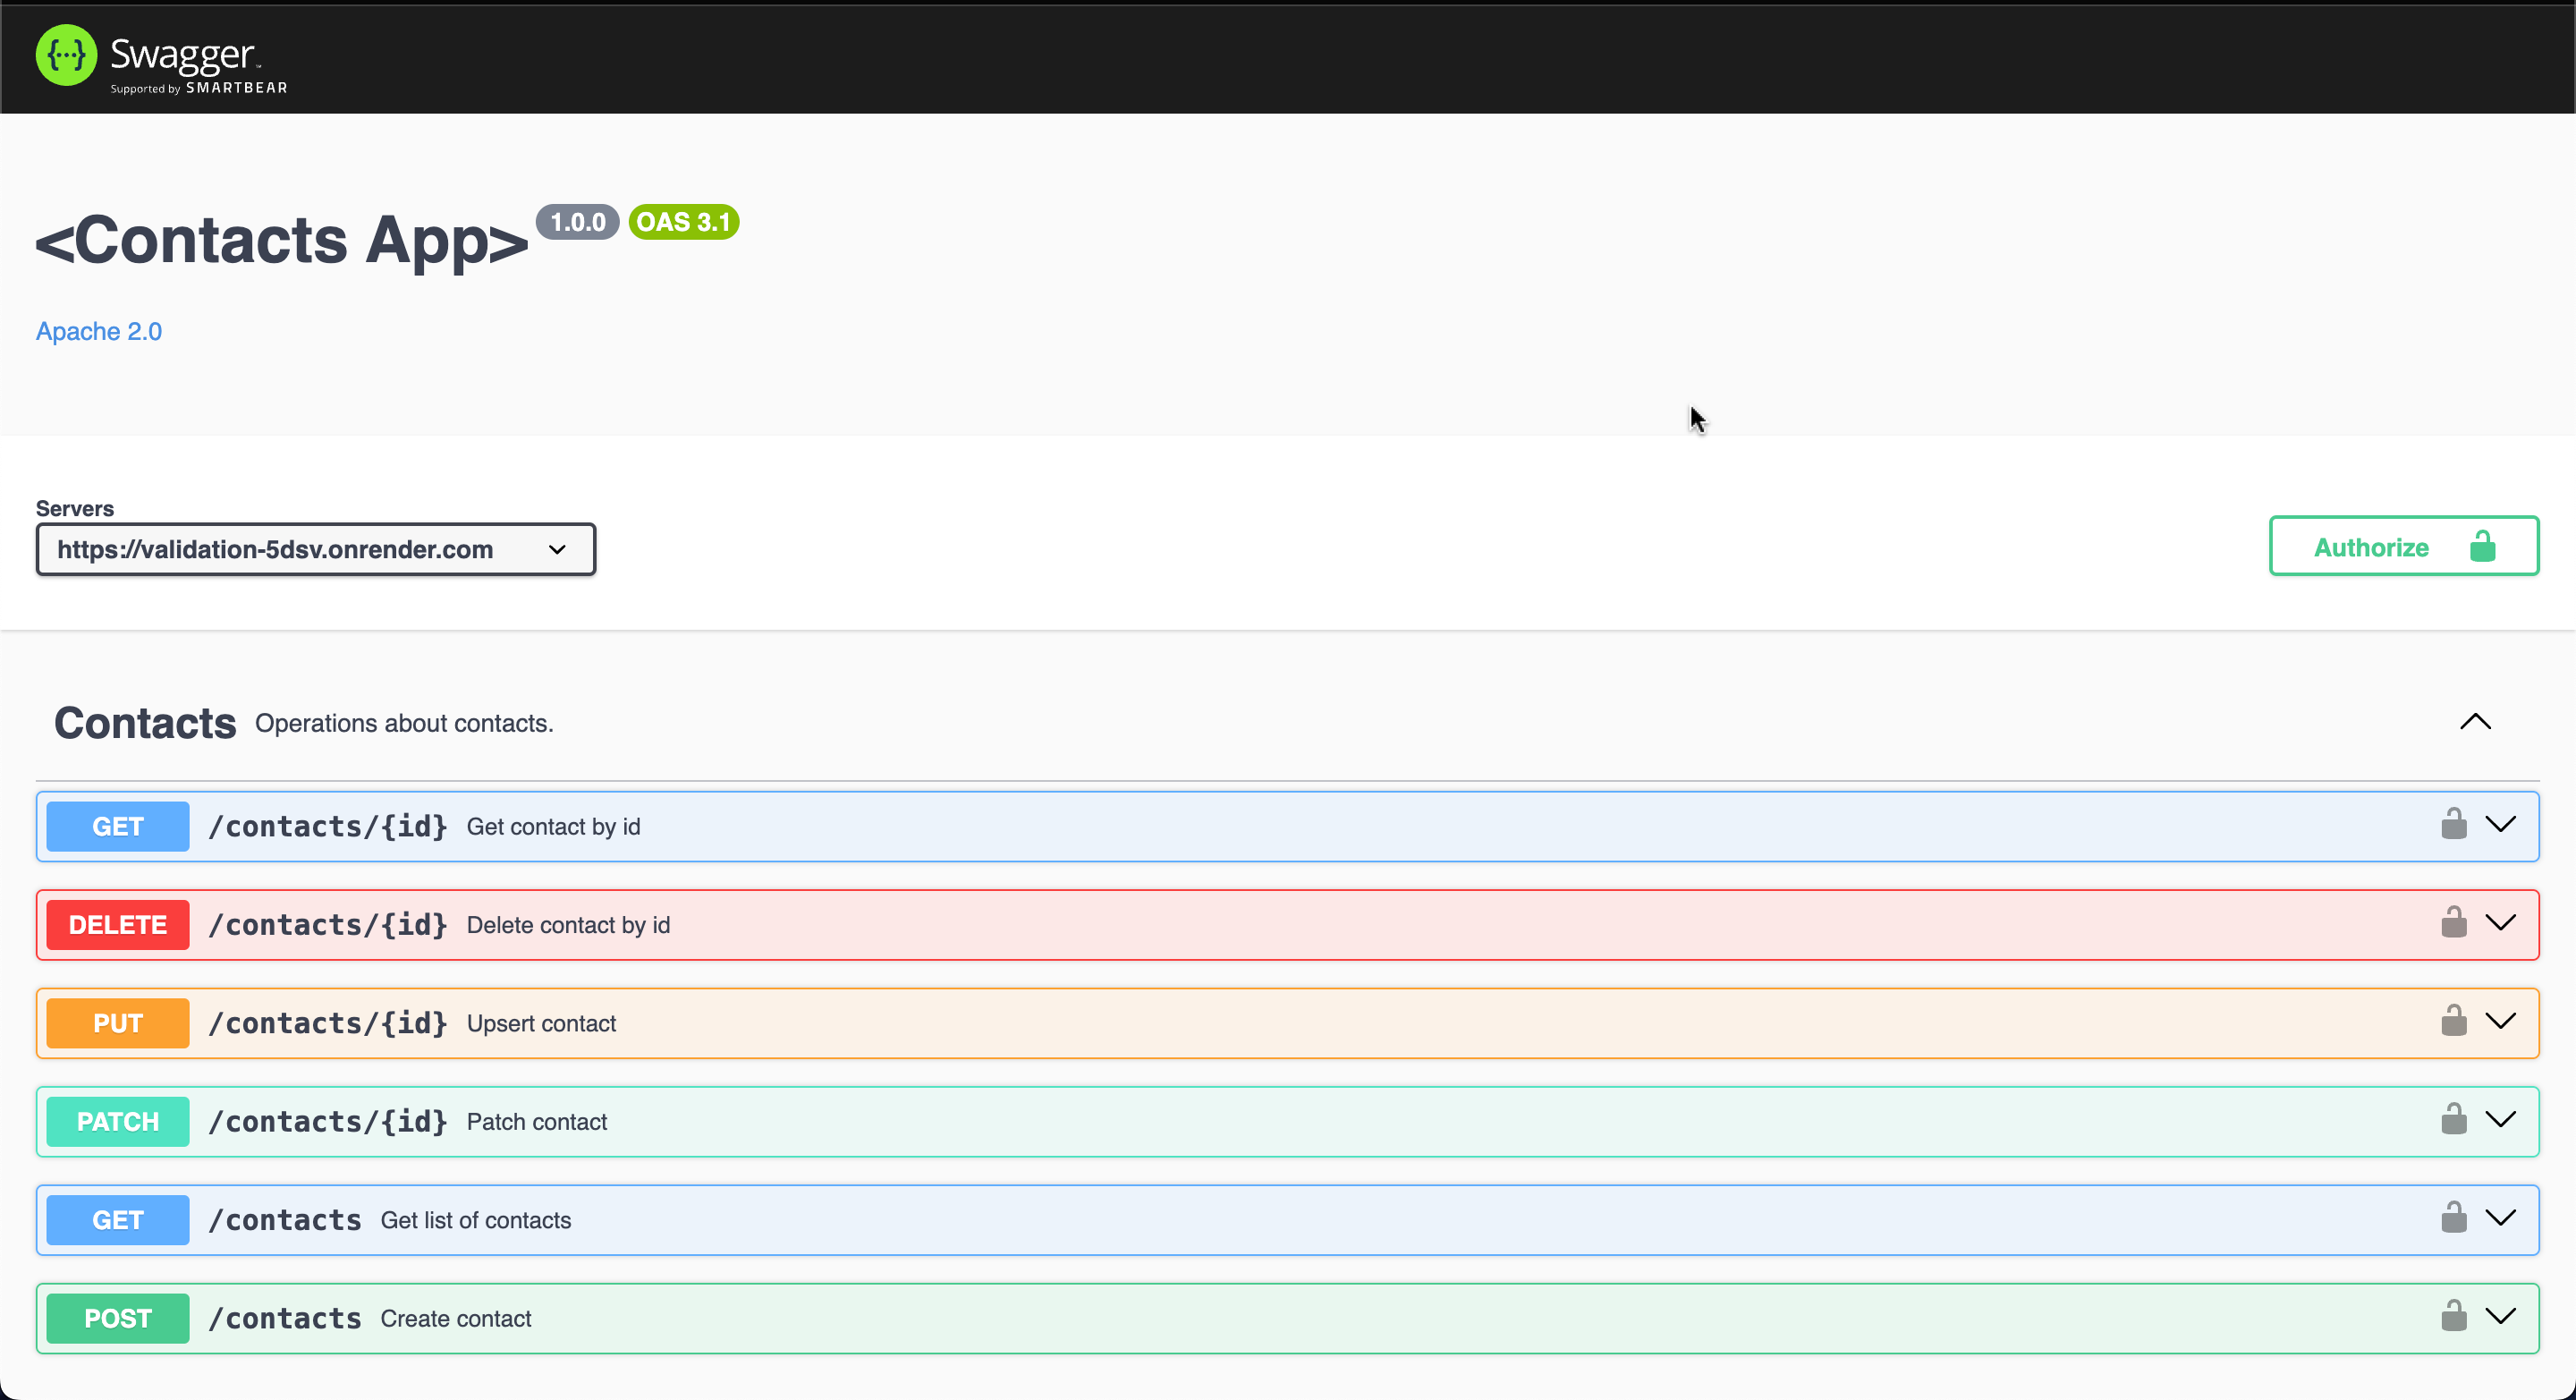 {···} Swagger™
Supported by SMARTBEAR
<Contacts App> 1.0.0 OAS 3.1
Apache 2.0
Servers
https://validation-5dsv.onrender.com
Authorize
Contacts Operations about contacts.
GET /contacts/{id} Get contact by id
DELETE /contacts/{id} Delete contact by id
PUT /contacts/{id} Upsert contact
PATCH /contacts/{id} Patch contact
GET /contacts Get list of contacts
POST /contacts Create contact